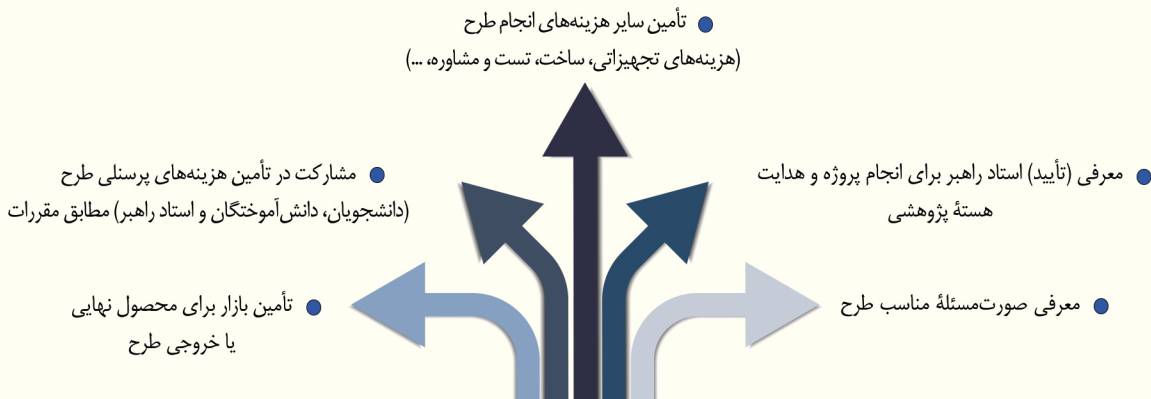 تأمین سایر هزینه‌های انجام طرح
(هزینه‌های تجهیزاتی، ساخت، تست و مشاوره، ...)
معرفی (تأیید) استاد راهبر برای انجام پروژه و هدایت
هستهٔ پژوهشی
مشارکت در تأمین هزینه‌های پرسنلی طرح
(دانشجویان، دانش‌آموختگان و استاد راهبر) مطابق مقررات
معرفی صورت‌مسئلهٔ مناسب طرح
تأمین بازار برای محصول نهایی
یا خروجی طرح